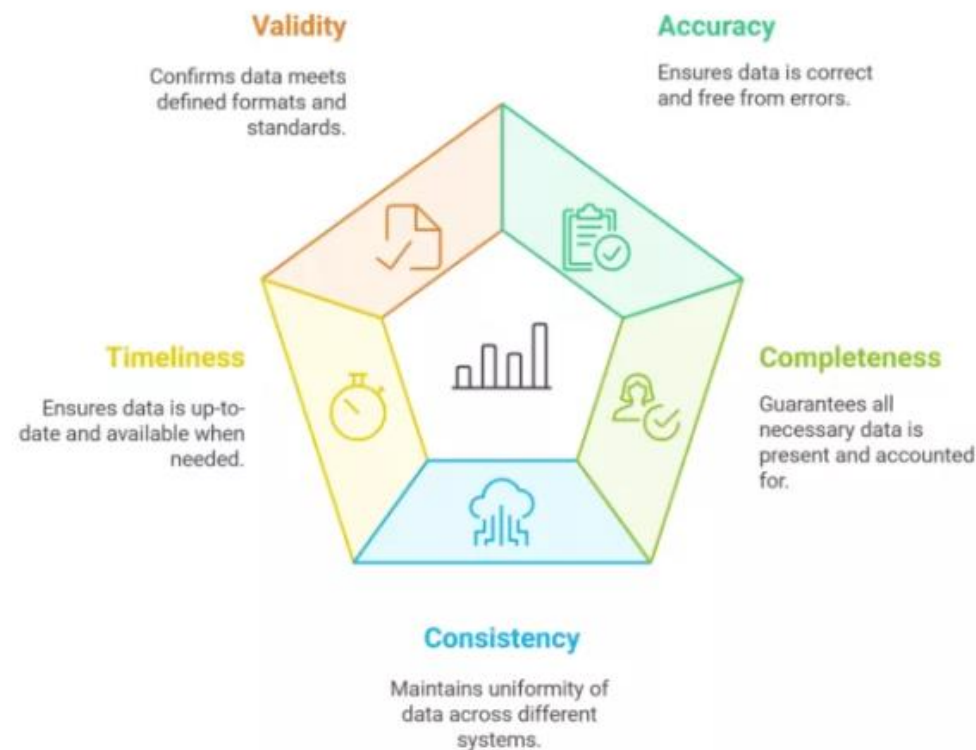 Validity
Confirms data meets
defined formats and
standards.
Accuracy
Ensures data is correct
and free from errors.
Timeliness
Ensures data is up-to-
date and available when
needed.
Completeness
Guarantees all
necessary data is
present and accounted
for.
Consistency
Maintains uniformity of
data across different
systems.